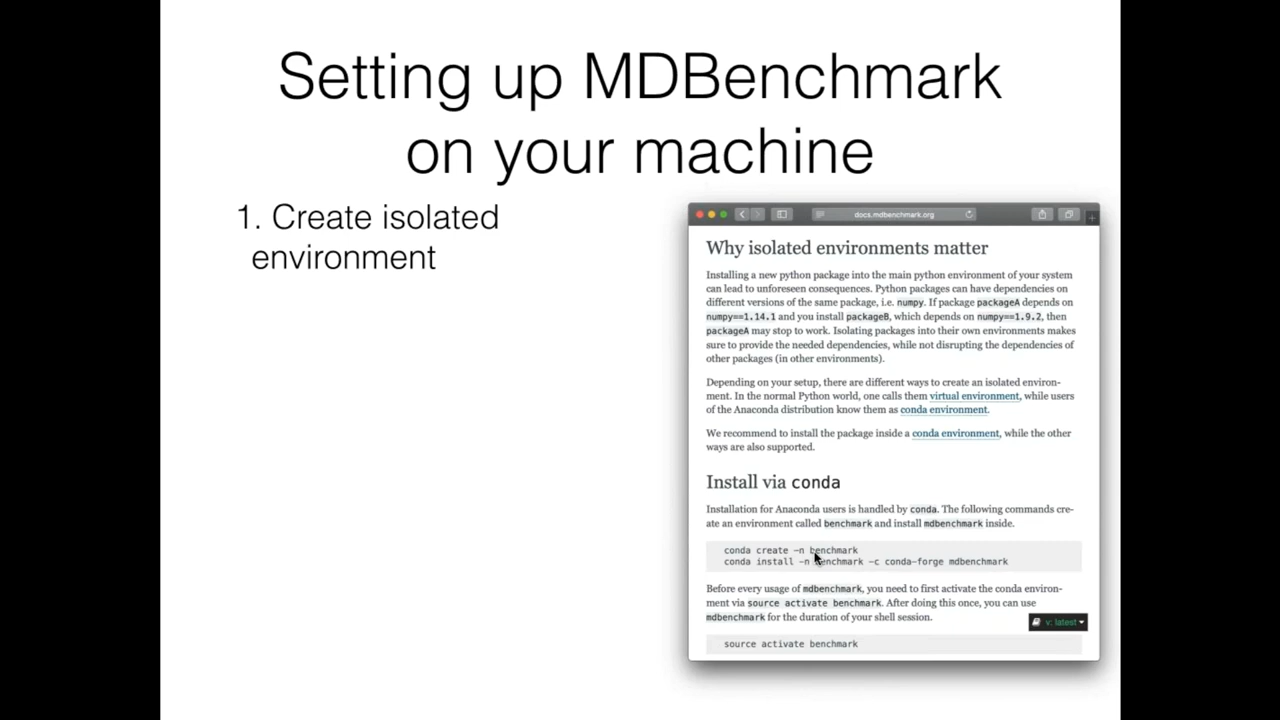 Setting up MDBenchmark
on your machine
1. Create isolated
environment
docs.mdbenchmark.org
Why isolated environments matter
Installing a new python package into the main python environment of your system
can lead to unforeseen consequences. Python packages can have dependencies on
different versions of the same package, i.e. numpy. If package packageA depends on
numpy==1.14.1 and you install packageB, which depends on numpy==1.9.2, then
packageA may stop to work. Isolating packages into their own environments makes
sure to provide the needed dependencies, while not disrupting the dependencies of
other packages (in other environments).
Depending on your setup, there are different ways to create an isolated environ-
ment. In the normal Python world, one calls them virtual environment, while users
of the Anaconda distribution know them as conda environment.
We recommend to install the package inside a conda environment, while the other
ways are also supported.
Install via conda
Installation for Anaconda users is handled by conda. The following commands cre-
ate an environment called benchmark and install mdbenchmark inside.
conda create -n benchmark
conda install -n benchmark -c conda-forge mdbenchmark
Before every usage of mdbenchmark, you need to first activate the conda environ-
ment via source activate benchmark. After doing this once, you can use
mdbenchmark for the duration of your shell session.
v: latest
source activate benchmark